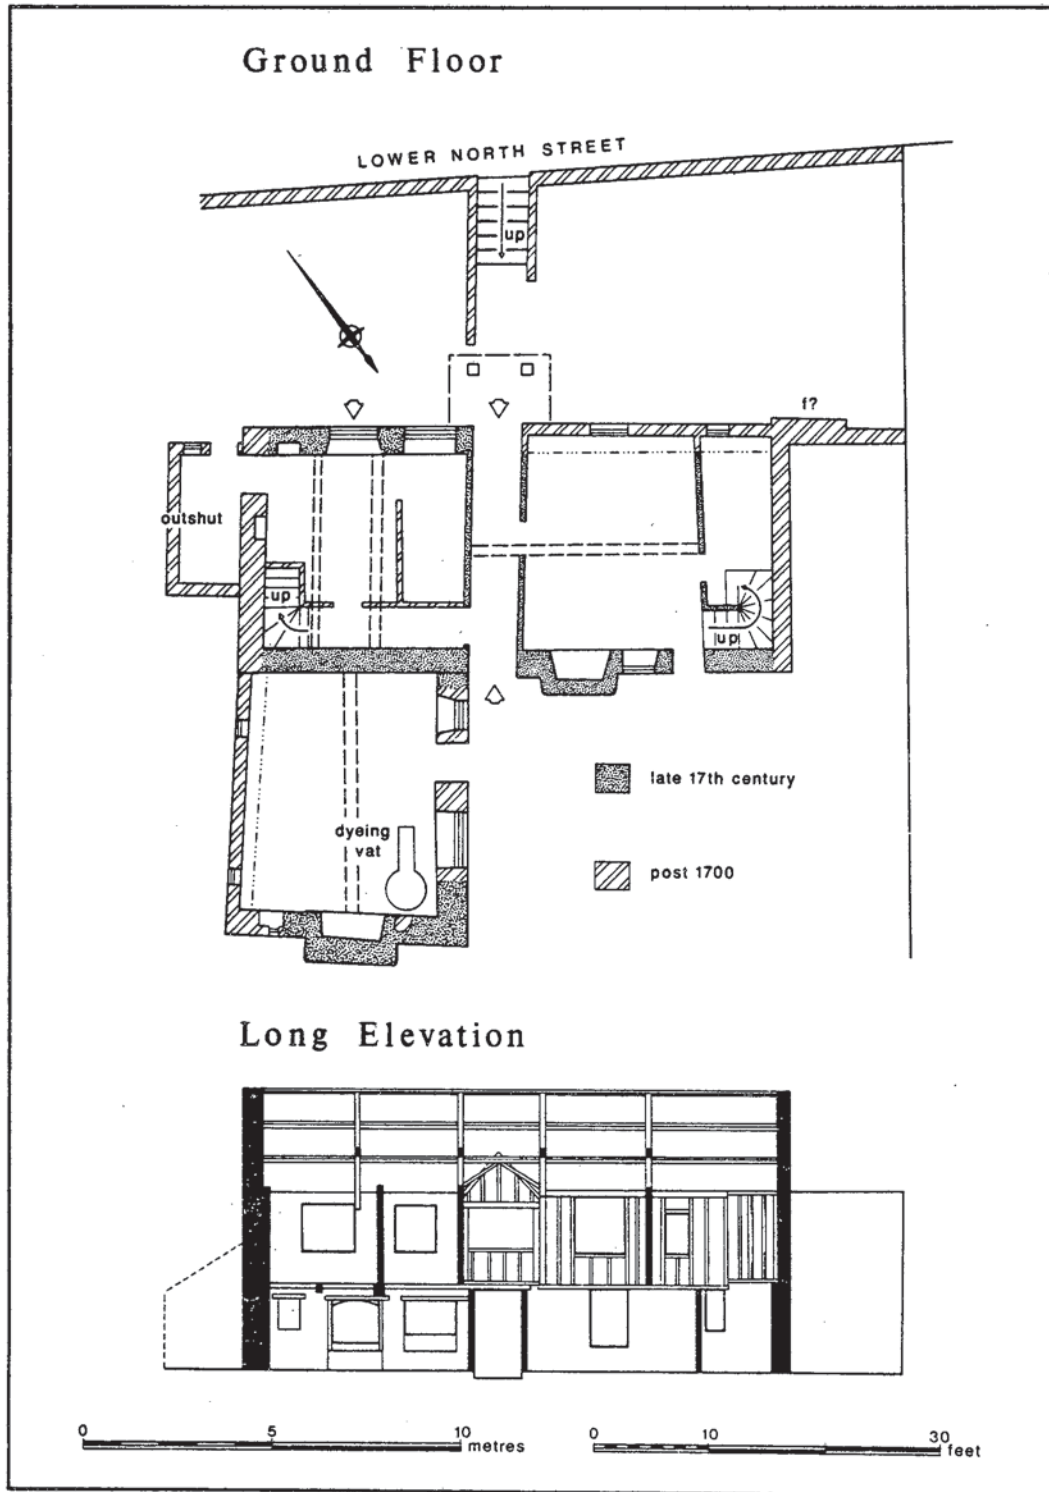 Ground Floor
LOWER NORTH STREET
up
f?
outshut
up
up
late 17th century
dyeing
vat
post 1700
Long Elevation
0 5 10 metres
0 10 30 feet